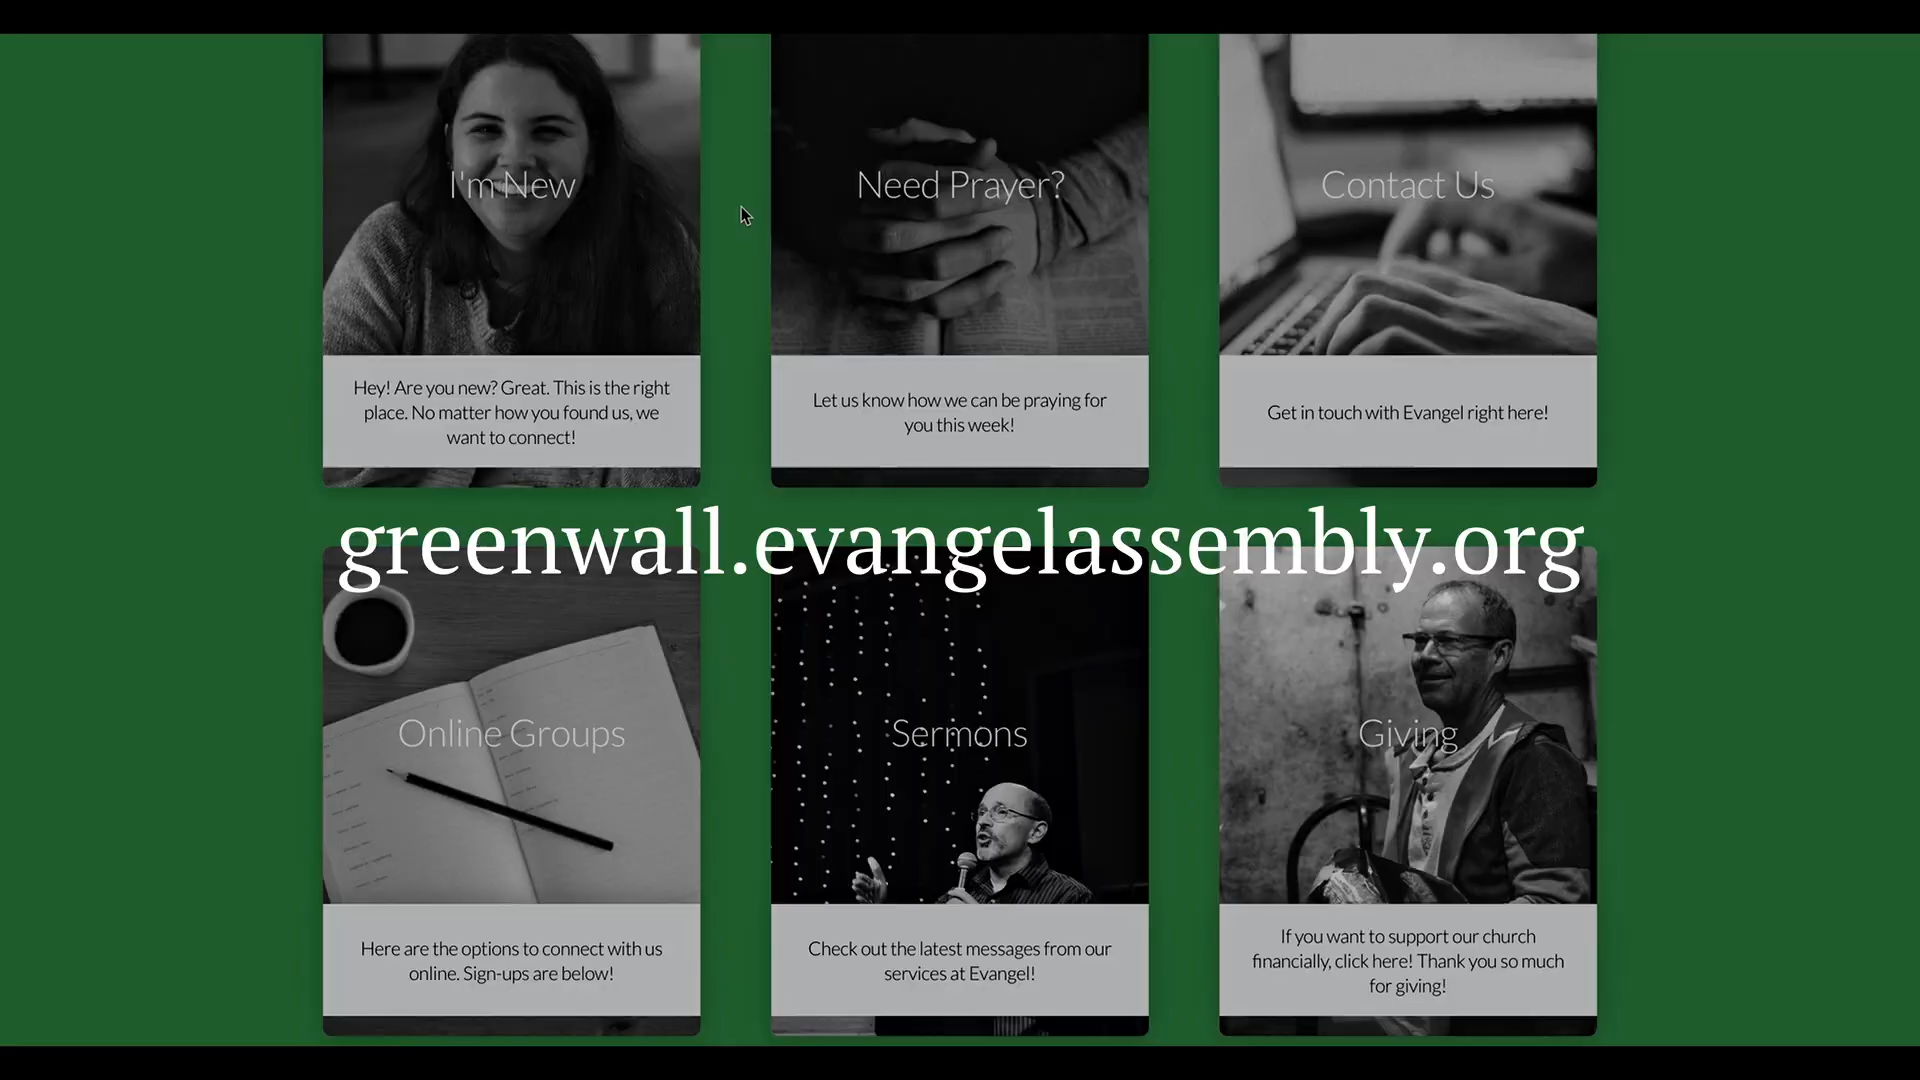 I'm New
Need Prayer?
Contact Us
Hey! Are you new? Great. This is the right
place. No matter how you found us, we
want to connect!
Let us know how we can be praying for
you this week!
Get in touch with Evangel right here!
greenwall.evangelassembly.org
Online Groups
Sermons
Giving
Here are the options to connect with us
online. Sign-ups are below!
Check out the latest messages from our
services at Evangel!
If you want to support our church
financially, click here! Thank you so much
for giving!